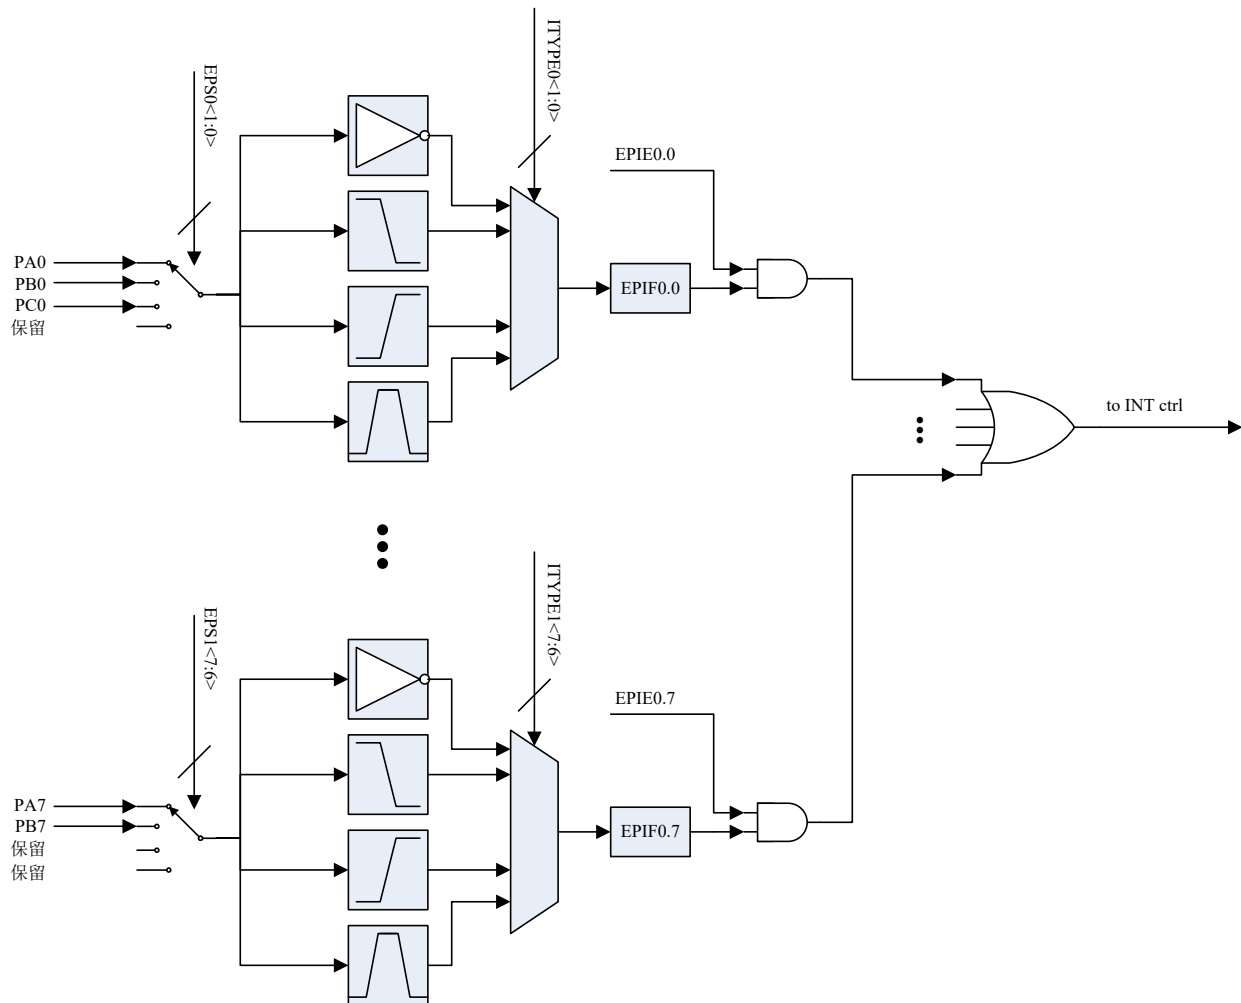 EPS0<1:0>
ITYPE0<1:0>
EPIE0.0
PA0
PB0
PC0
保留
EPIF0.0
to INT ctrl
EPS1<7:6>
ITYPE1<7:6>
EPIE0.7
PA7
PB7
保留
保留
EPIF0.7